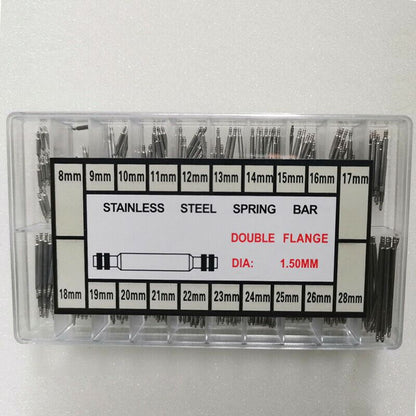 8mm 9mm 10mm 11mm 12mm 13mm 14mm 15mm 16mm 17mm
STAINLESS STEEL SPRING BAR
DOUBLE FLANGE
DIA: 1.50MM
18mm 19mm 20mm 21mm 22mm 23mm 24mm 25mm 26mm 28mm